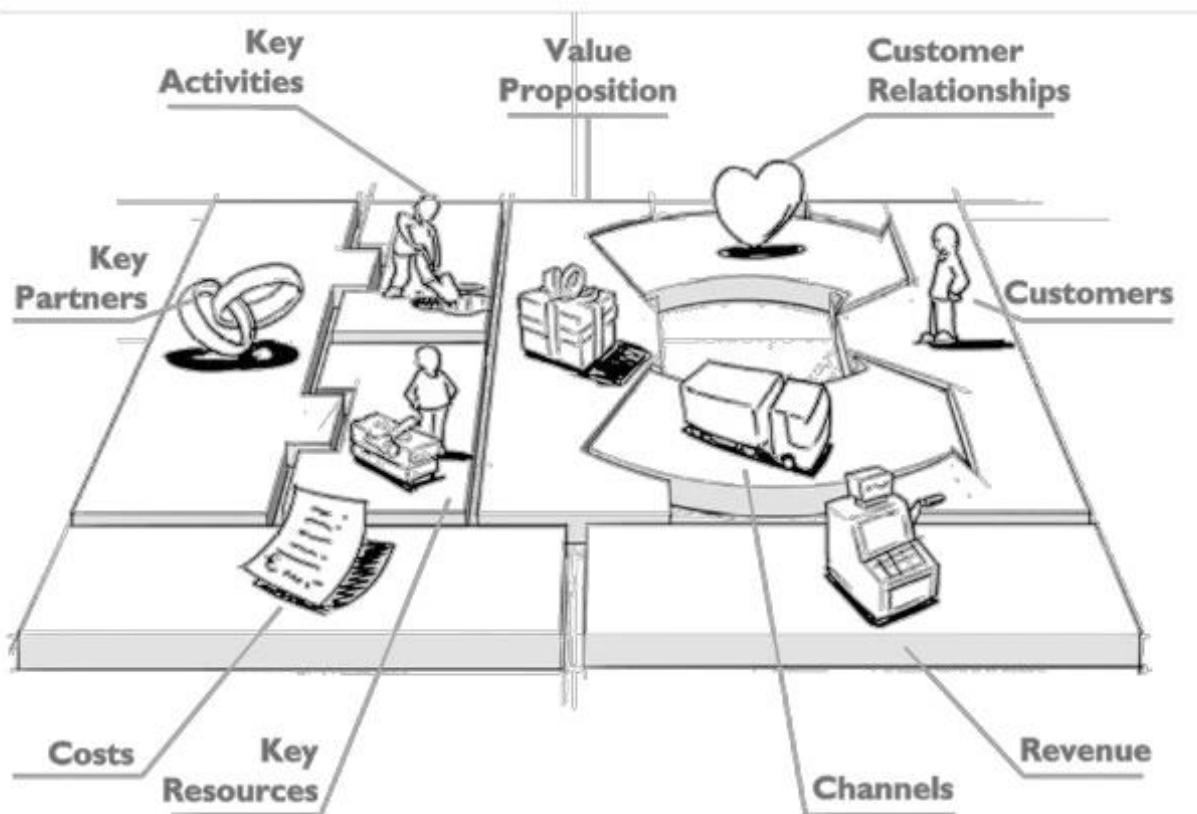 Key
Activities
Value
Proposition
Customer
Relationships
Key
Partners
Customers
Costs
Key
Resources
Channels
Revenue